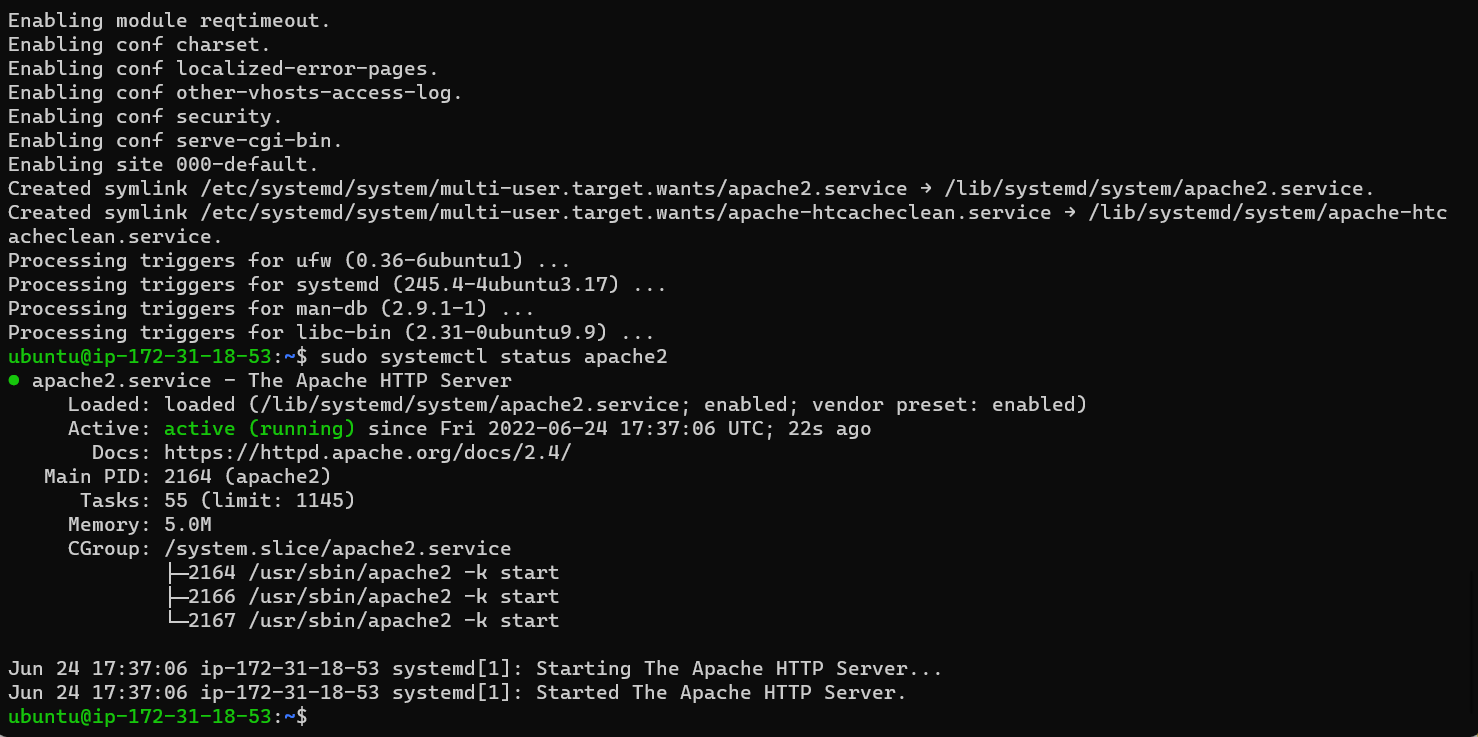 Enabling module reqtimeout.
Enabling conf charset.
Enabling conf localized-error-pages.
Enabling conf other-vhosts-access-log.
Enabling conf security.
Enabling conf serve-cgi-bin.
Enabling site 000-default.
Created symlink /etc/systemd/system/multi-user.target.wants/apache2.service → /lib/systemd/system/apache2.service.
Created symlink /etc/systemd/system/multi-user.target.wants/apache-htcacheclean.service → /lib/systemd/system/apache-htc
acheclean.service.
Processing triggers for ufw (0.36-6ubuntu1) ...
Processing triggers for systemd (245.4-4ubuntu3.17) ...
Processing triggers for man-db (2.9.1-1) ...
Processing triggers for libc-bin (2.31-0ubuntu9.9) ...
ubuntu@ip-172-31-18-53:~$ sudo systemctl status apache2
● apache2.service - The Apache HTTP Server
     Loaded: loaded (/lib/systemd/system/apache2.service; enabled; vendor preset: enabled)
     Active: active (running) since Fri 2022-06-24 17:37:06 UTC; 22s ago
       Docs: https://httpd.apache.org/docs/2.4/
   Main PID: 2164 (apache2)
      Tasks: 55 (limit: 1145)
     Memory: 5.0M
     CGroup: /system.slice/apache2.service
             ├─2164 /usr/sbin/apache2 -k start
             ├─2166 /usr/sbin/apache2 -k start
             └─2167 /usr/sbin/apache2 -k start

Jun 24 17:37:06 ip-172-31-18-53 systemd[1]: Starting The Apache HTTP Server...
Jun 24 17:37:06 ip-172-31-18-53 systemd[1]: Started The Apache HTTP Server.
ubuntu@ip-172-31-18-53:~$